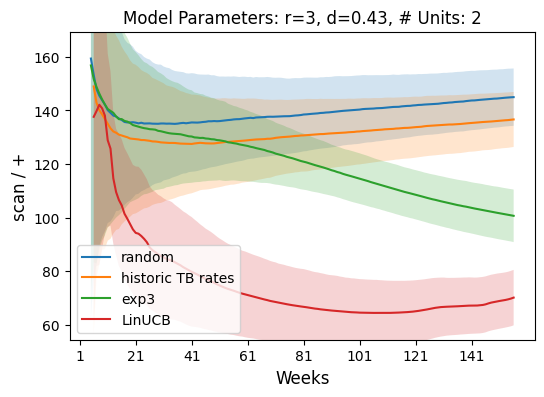 Model Parameters: r=3, d=0.43, # Units: 2
scan / +
160
140
120
100
80
60
random
historic TB rates
exp3
LinUCB
1 21 41 61 81 101 121 141
Weeks